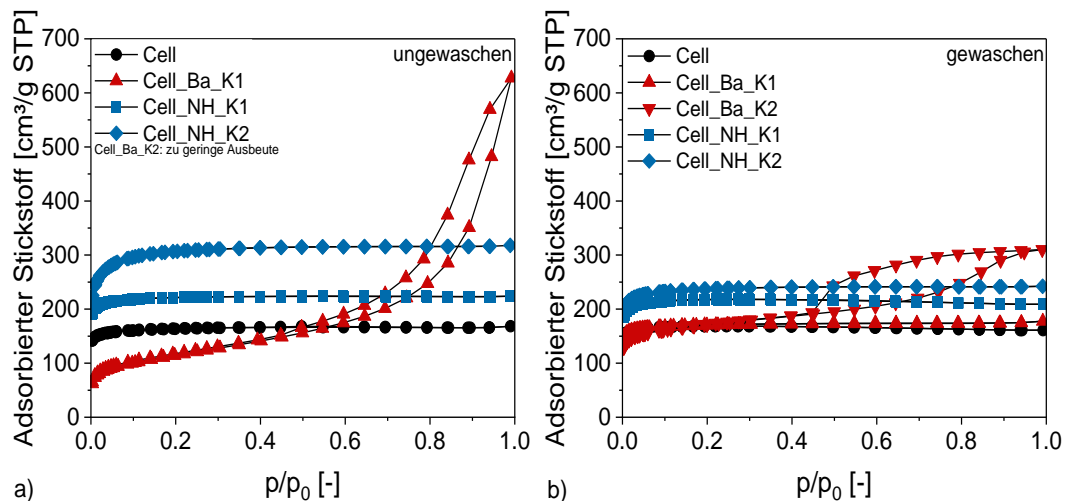 Adsorbierter Stickstoff [cm³/g STP]
700
600
500
400
300
200
100
0
Cell
Cell_Ba_K1
Cell_NH_K1
Cell_NH_K2
Cell_Ba_K2: zu geringe Ausbeute
ungewaschen
0.0 0.2 0.4 0.6 0.8 1.0
p/p₀ [-]
a)
Adsorbierter Stickstoff [cm³/g STP]
700
600
500
400
300
200
100
0
Cell
Cell_Ba_K1
Cell_Ba_K2
Cell_NH_K1
Cell_NH_K2
gewaschen
0.0 0.2 0.4 0.6 0.8 1.0
p/p₀ [-]
b)